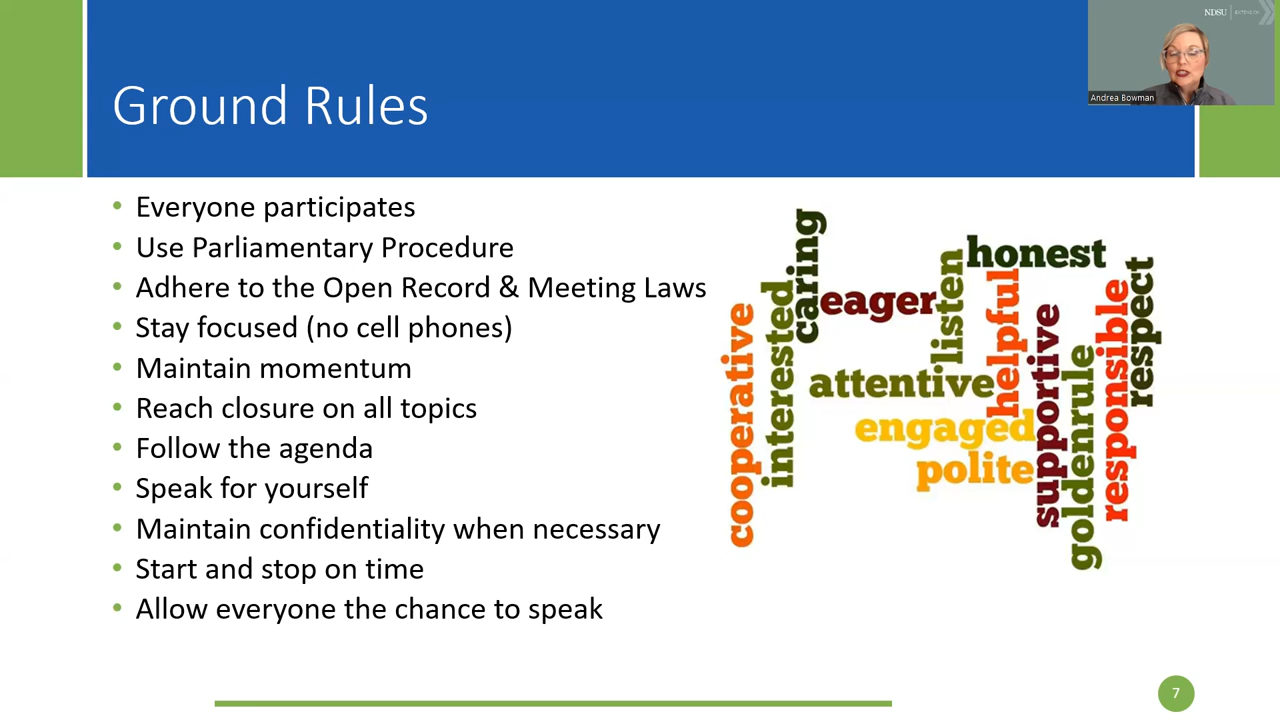 NDSU EXTENSION
Andrea Bowman
Ground Rules
• Everyone participates
• Use Parliamentary Procedure
• Adhere to the Open Record & Meeting Laws
• Stay focused (no cell phones)
• Maintain momentum
• Reach closure on all topics
• Follow the agenda
• Speak for yourself
• Maintain confidentiality when necessary
• Start and stop on time
• Allow everyone the chance to speak
cooperative
interested
caring
eager
listen
honest
attentive
helpful
engaged
polite
supportive
goldenrule
responsible
respect
7